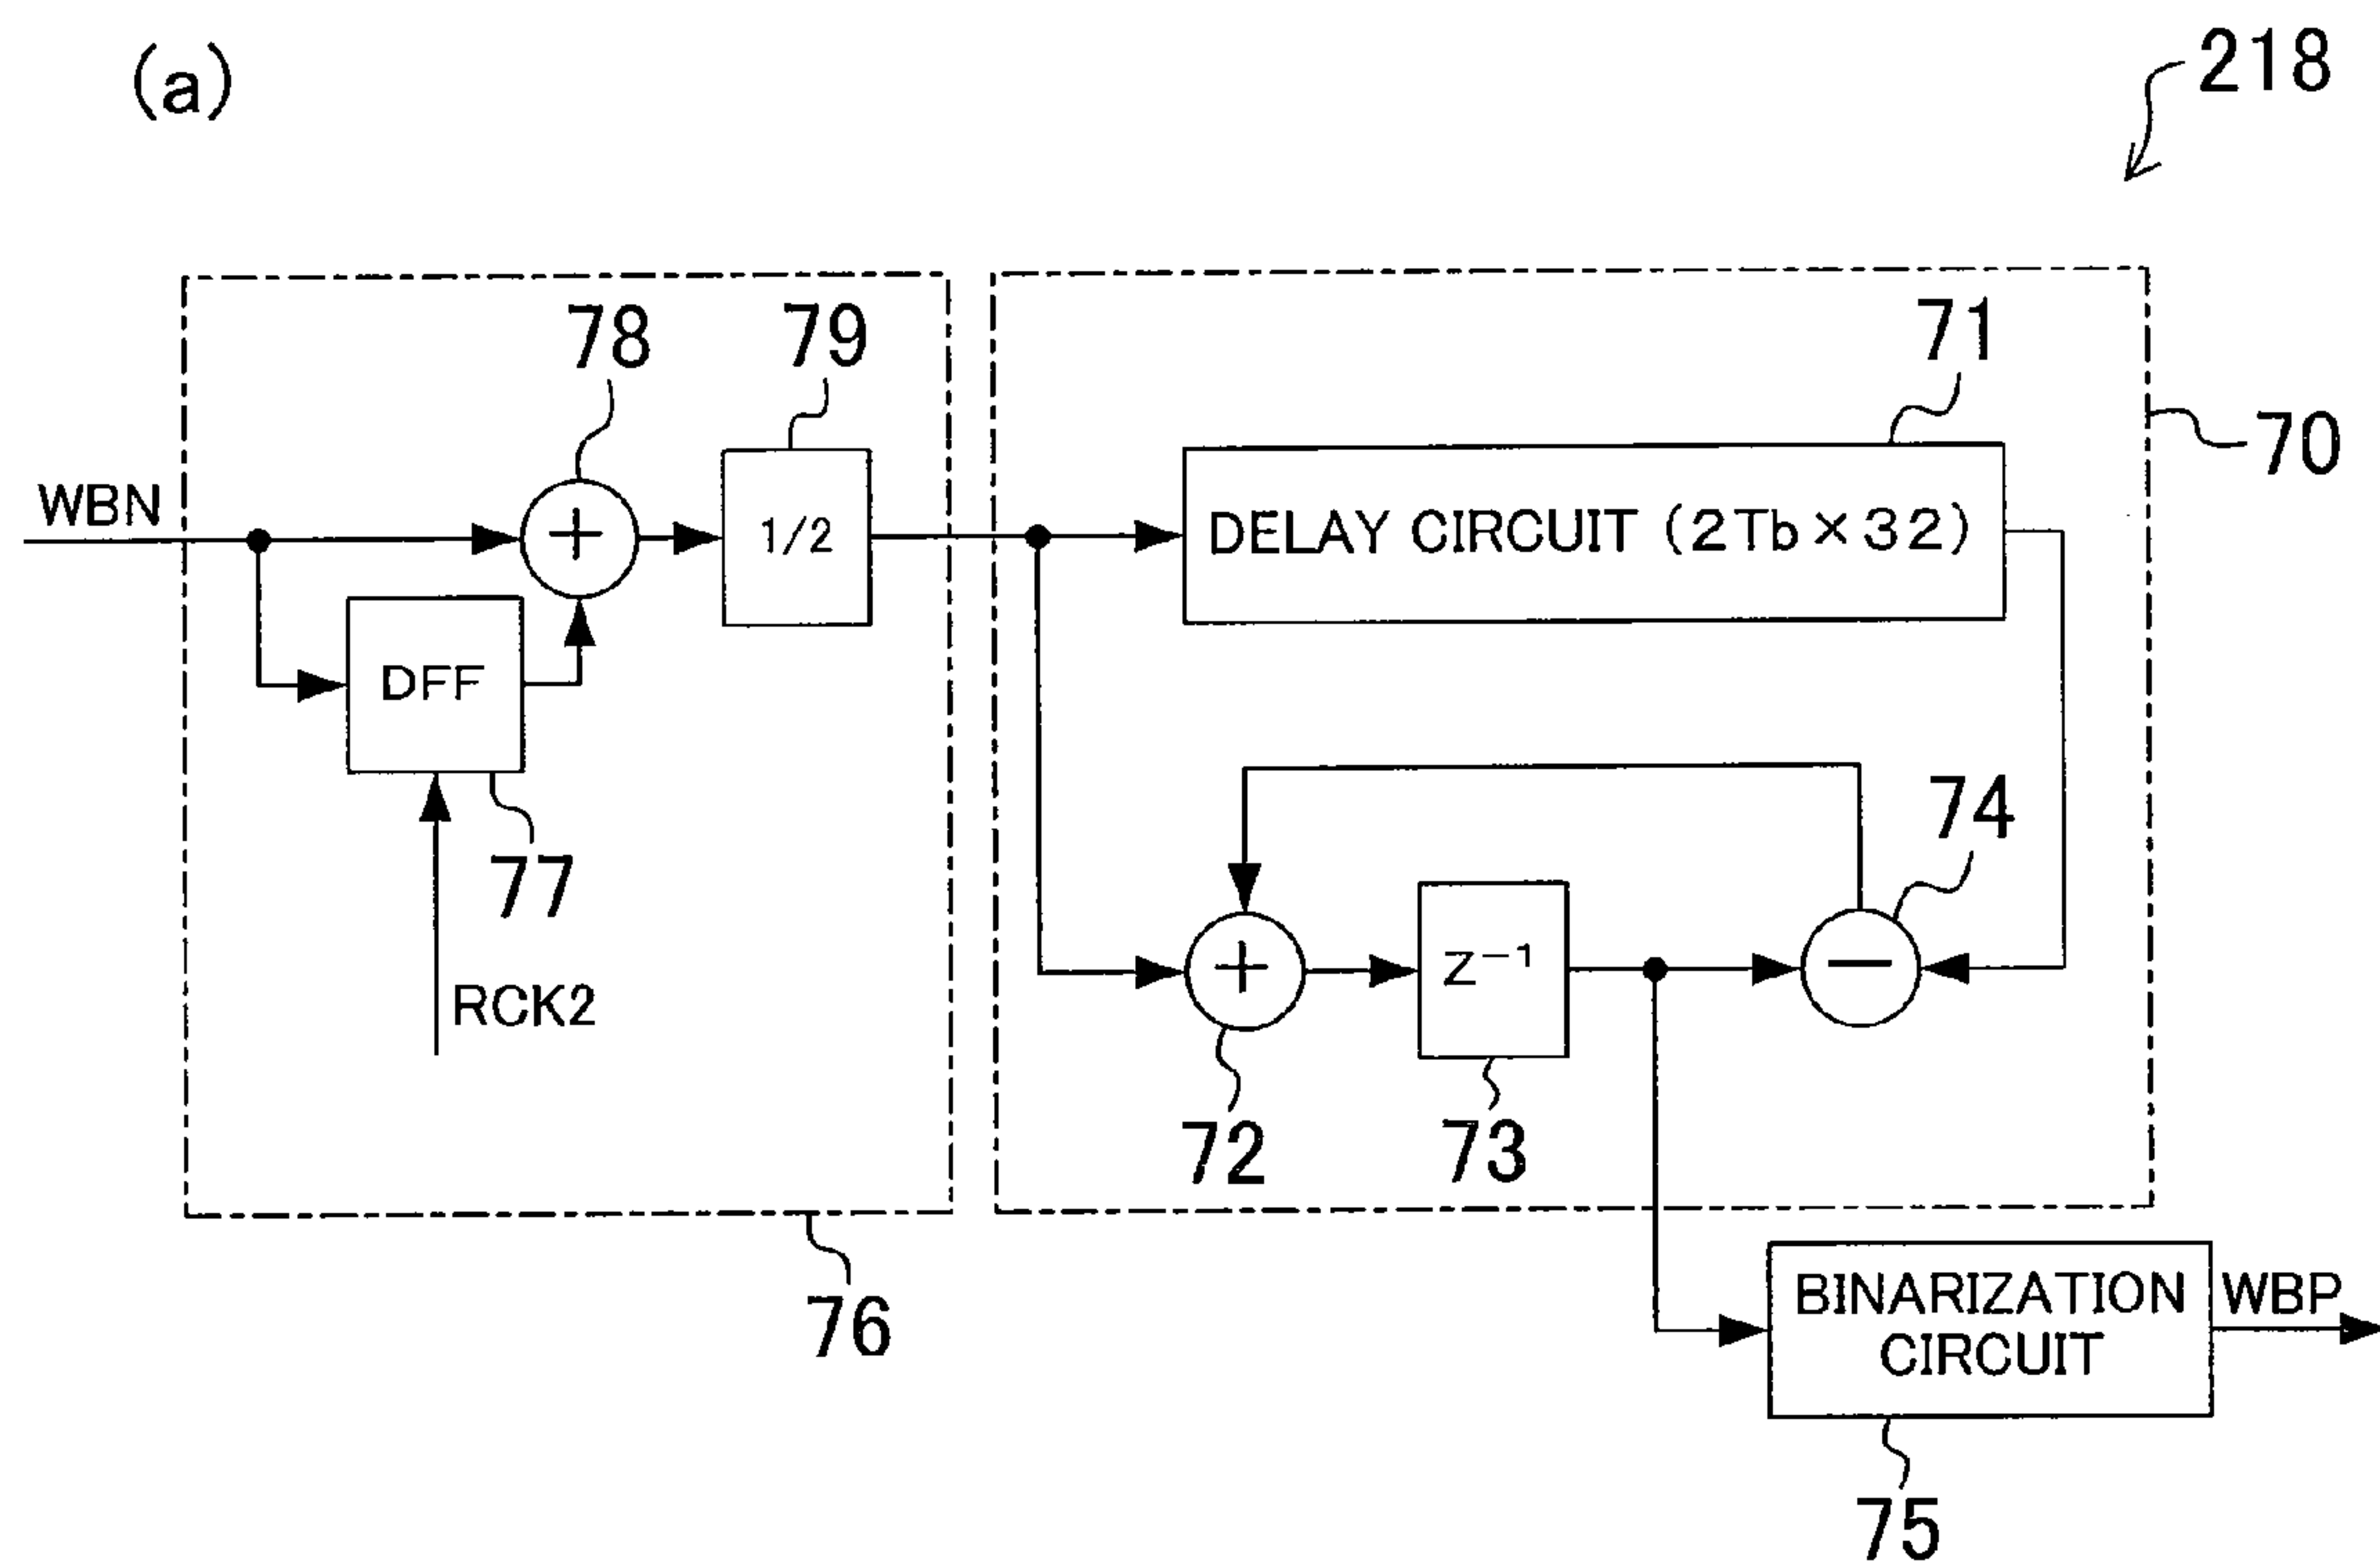 (a)
218
78
79
71
70
WBN
+
1/2
DELAY CIRCUIT (2Tb×32)
DFF
77
74
+
Z⁻¹
−
RCK2
72
73
76
BINARIZATION
CIRCUIT
WBP
75